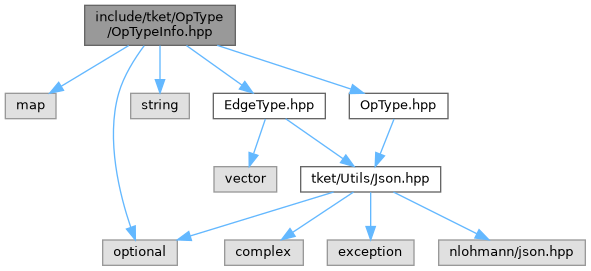 include/tket/OpType
/OpTypeInfo.hpp
map
string
EdgeType.hpp
OpType.hpp
vector
tket/Utils/Json.hpp
optional
complex
exception
nlohmann/json.hpp